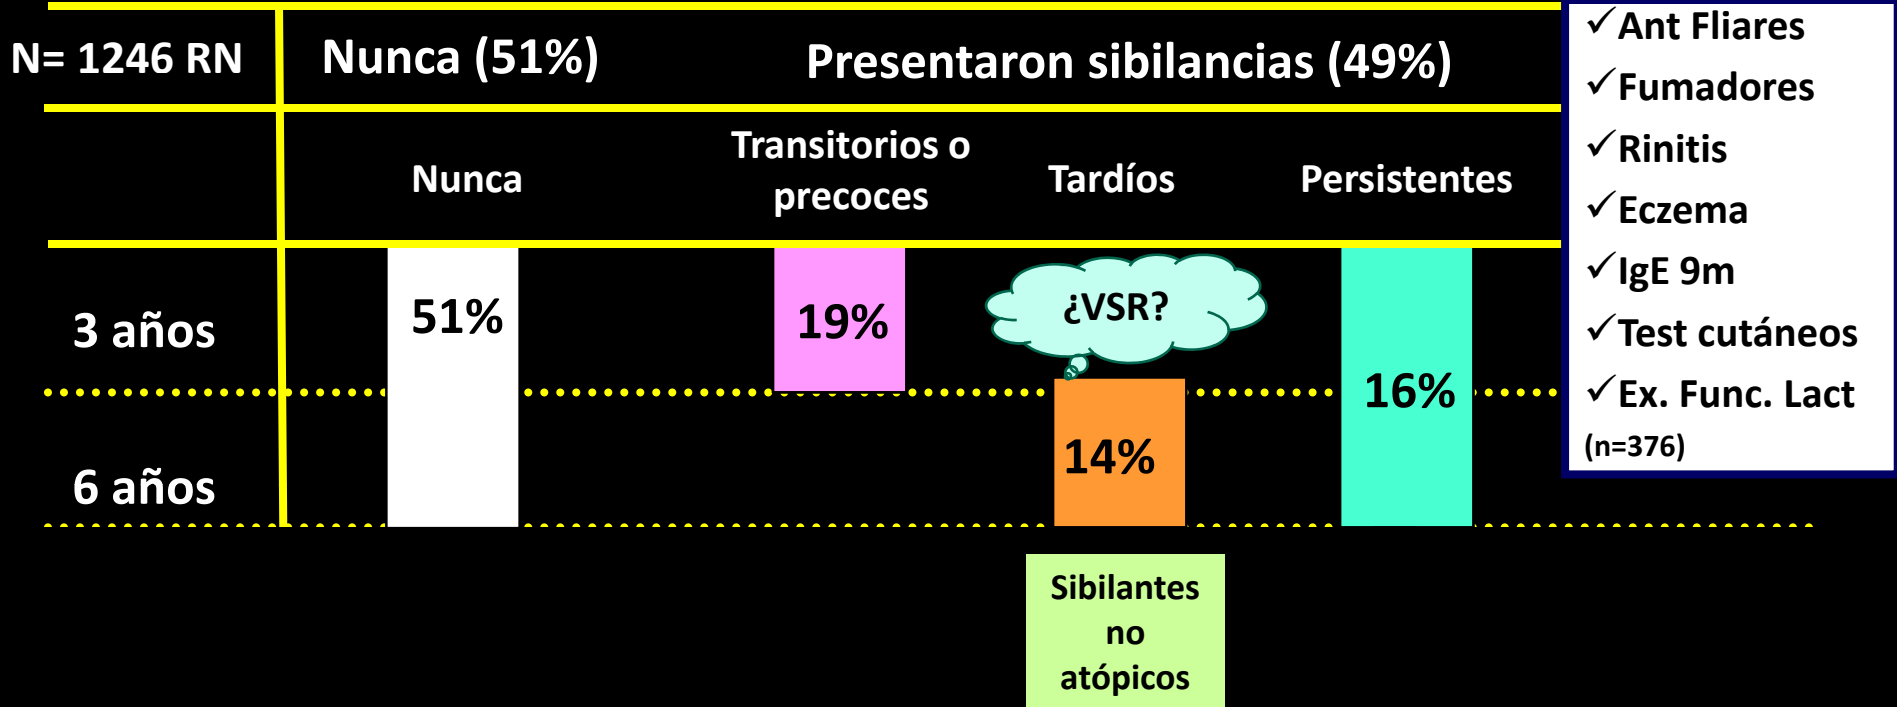 N= 1246 RN
Nunca (51%)
Presentaron sibilancias (49%)
Nunca
Transitorios o
precoces
Tardíos
Persistentes
3 años
51%
19%
¿VSR?
16%
6 años
14%
Sibilantes
no
atópicos
✓Ant Fliares
✓Fumadores
✓Rinitis
✓Eczema
✓IgE 9m
✓Test cutáneos
✓Ex. Func. Lact
(n=376)